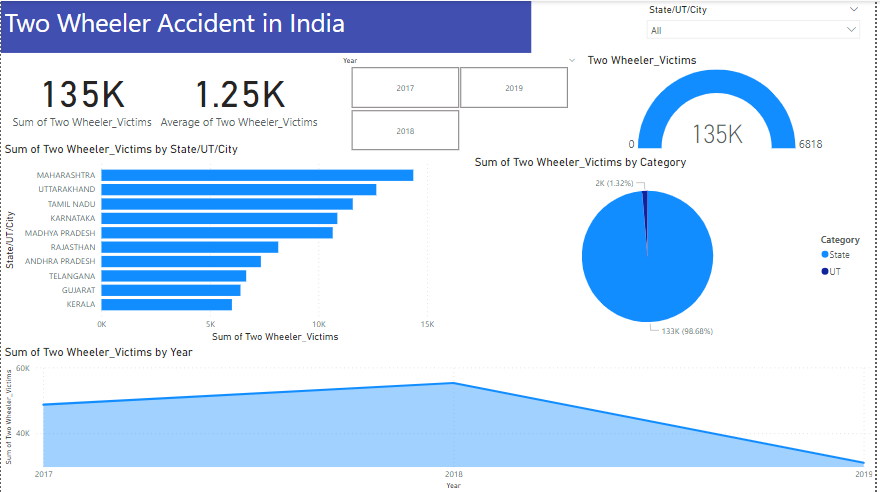 Two Wheeler Accident in India
State/UT/City
All
135K
Sum of Two Wheeler_Victims
1.25K
Average of Two Wheeler_Victims
Year
2017
2019
2018
Two Wheeler_Victims
0
135K
6818
Sum of Two Wheeler_Victims by State/UT/City
State/UT/City
MAHARASHTRA
UTTARAKHAND
TAMIL NADU
KARNATAKA
MADHYA PRADESH
RAJASTHAN
ANDHRA PRADESH
TELANGANA
GUJARAT
KERALA
0K
5K
10K
15K
Sum of Two Wheeler_Victims
Sum of Two Wheeler_Victims by Category
2K (1.32%)
133K (98.68%)
Category
State
UT
Sum of Two Wheeler_Victims by Year
Sum of Two Wheeler_Victims
60K
40K
2017
2018
2019
Year